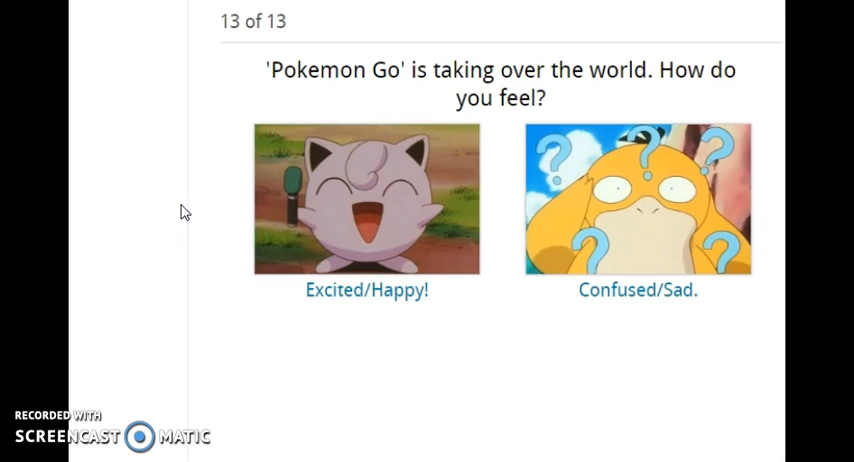 13 of 13
'Pokemon Go' is taking over the world. How do
you feel?
? ? ?
? ?
Excited/Happy!
Confused/Sad.
RECORDED WITH
SCREENCAST MATIC